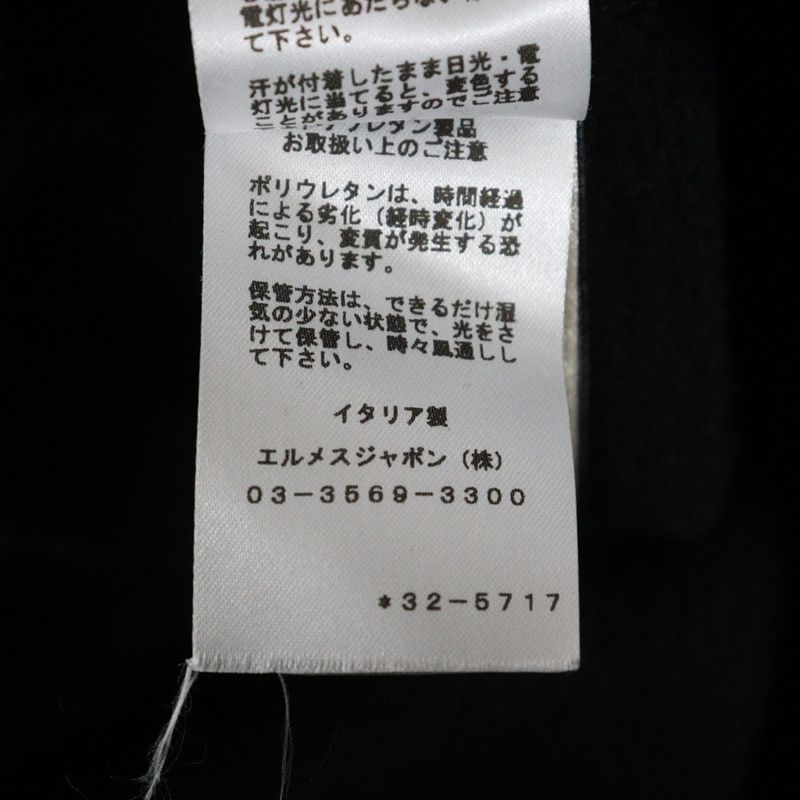 電灯光にあたらない
て下さい。
汗が付着したまま日光・電
灯光に当てると、変色する
ことがありますのでご注意
ウレタン製品
お取扱い上のご注意
ポリウレタンは、時間経過
による劣化（経時変化）が
起こり、変質が発生する恐
れがあります。
保管方法は、できるだけ湿
気の少ない状態で、光をさ
けて保管し、時々風通しし
て下さい。
イタリア製
エルメスジャポン（株）
03-3569-3300
*32-5717